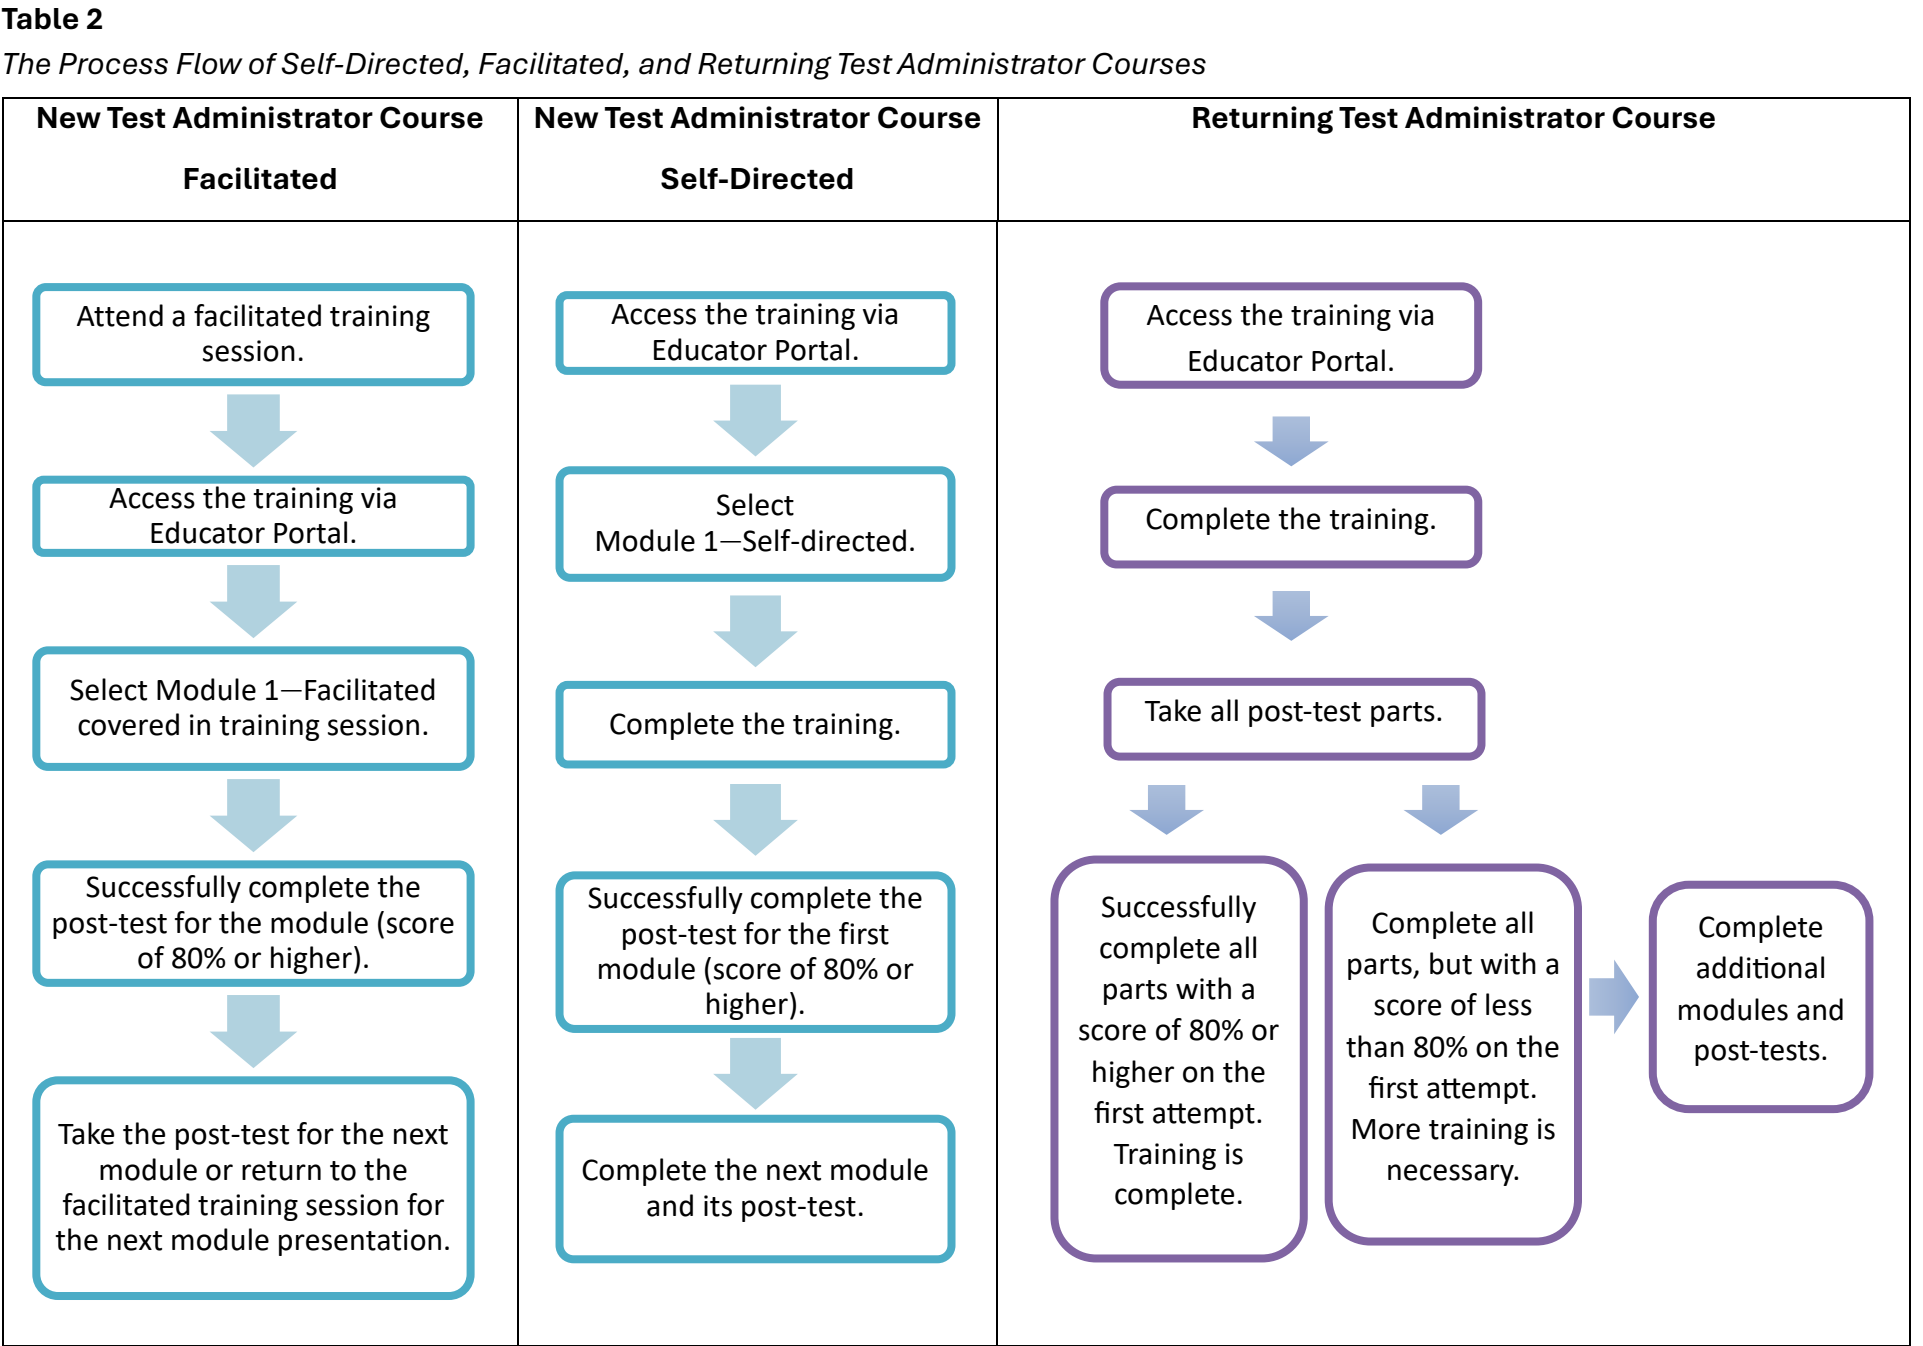 Table 2
The Process Flow of Self-Directed, Facilitated, and Returning Test Administrator Courses
New Test Administrator Course
Facilitated
New Test Administrator Course
Self-Directed
Returning Test Administrator Course
Attend a facilitated training
session.
Access the training via
Educator Portal.
Select Module 1—Facilitated
covered in training session.
Successfully complete the
post-test for the module (score
of 80% or higher).
Take the post-test for the next
module or return to the
facilitated training session for
the next module presentation.
Access the training via
Educator Portal.
Select
Module 1—Self-directed.
Complete the training.
Successfully complete the
post-test for the first
module (score of 80% or
higher).
Complete the next module
and its post-test.
Access the training via
Educator Portal.
Complete the training.
Take all post-test parts.
Successfully
complete all
parts with a
score of 80% or
higher on the
first attempt.
Training is
complete.
Complete all
parts, but with a
score of less
than 80% on the
first attempt.
More training is
necessary.
Complete
additional
modules and
post-tests.